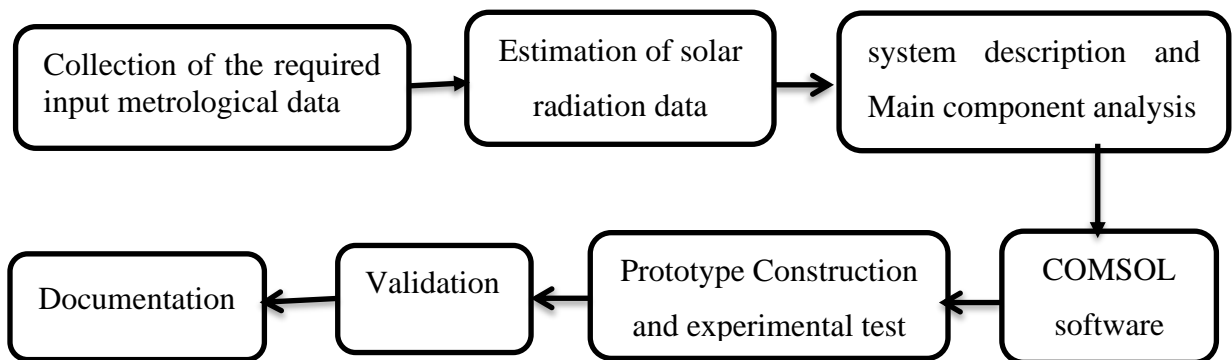 Collection of the required
input metrological data
Estimation of solar
radiation data
system description and
Main component analysis
COMSOL
software
Prototype Construction
and experimental test
Validation
Documentation